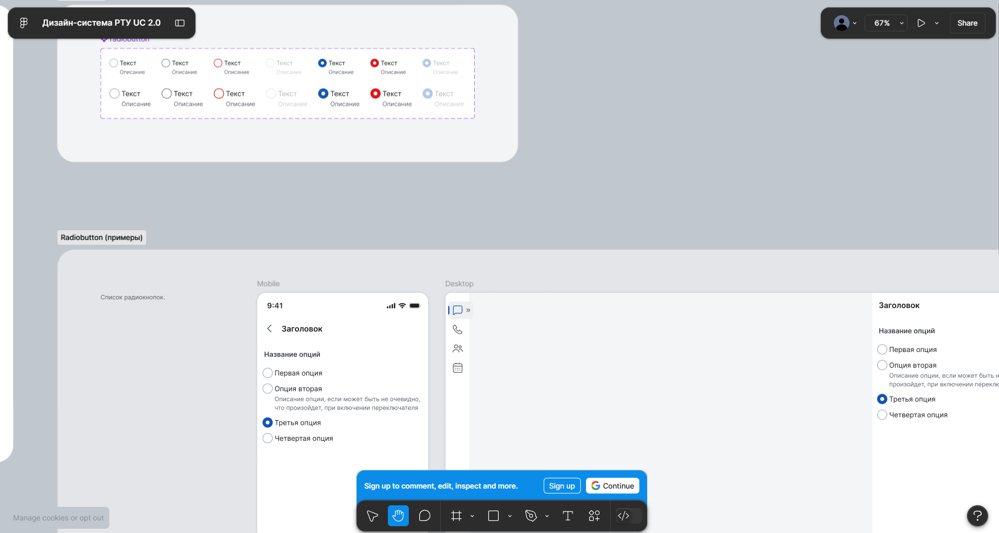 Дизайн-система РТУ UC 2.0
67%
Share
radiobutton
Текст Текст Текст Текст Текст Текст Текст
Описание Описание Описание Описание Описание Описание Описание
Текст Текст Текст Текст Текст Текст Текст
Описание Описание Описание Описание Описание Описание Описание
Radiobutton (примеры)
Список радиокнопок.
Mobile
9:41
Заголовок
Название опций
Первая опция
Опция вторая
Описание опции, если может быть не очевидно,
что произойдет, при включении переключателя
Третья опция
Четвертая опция
Desktop
Заголовок
Название опций
Первая опция
Опция вторая
Описание опции, если может быть н
произойдет, при включении переклю
Третья опция
Четвертая опция
Sign up to comment, edit, inspect and more.
Sign up
Continue
Manage cookies or opt out